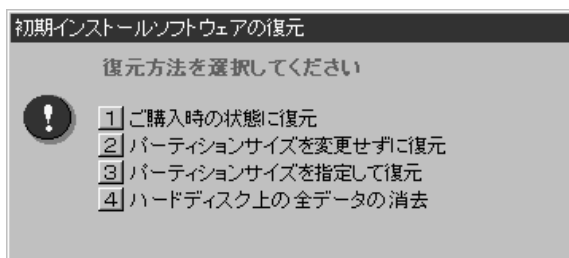 初期インストールソフトウェアの復元
復元方法を選択してください
1 ご購入時の状態に復元
2 パーティションサイズを変更せずに復元
3 パーティションサイズを指定して復元
4 ハードディスク上の全データの消去